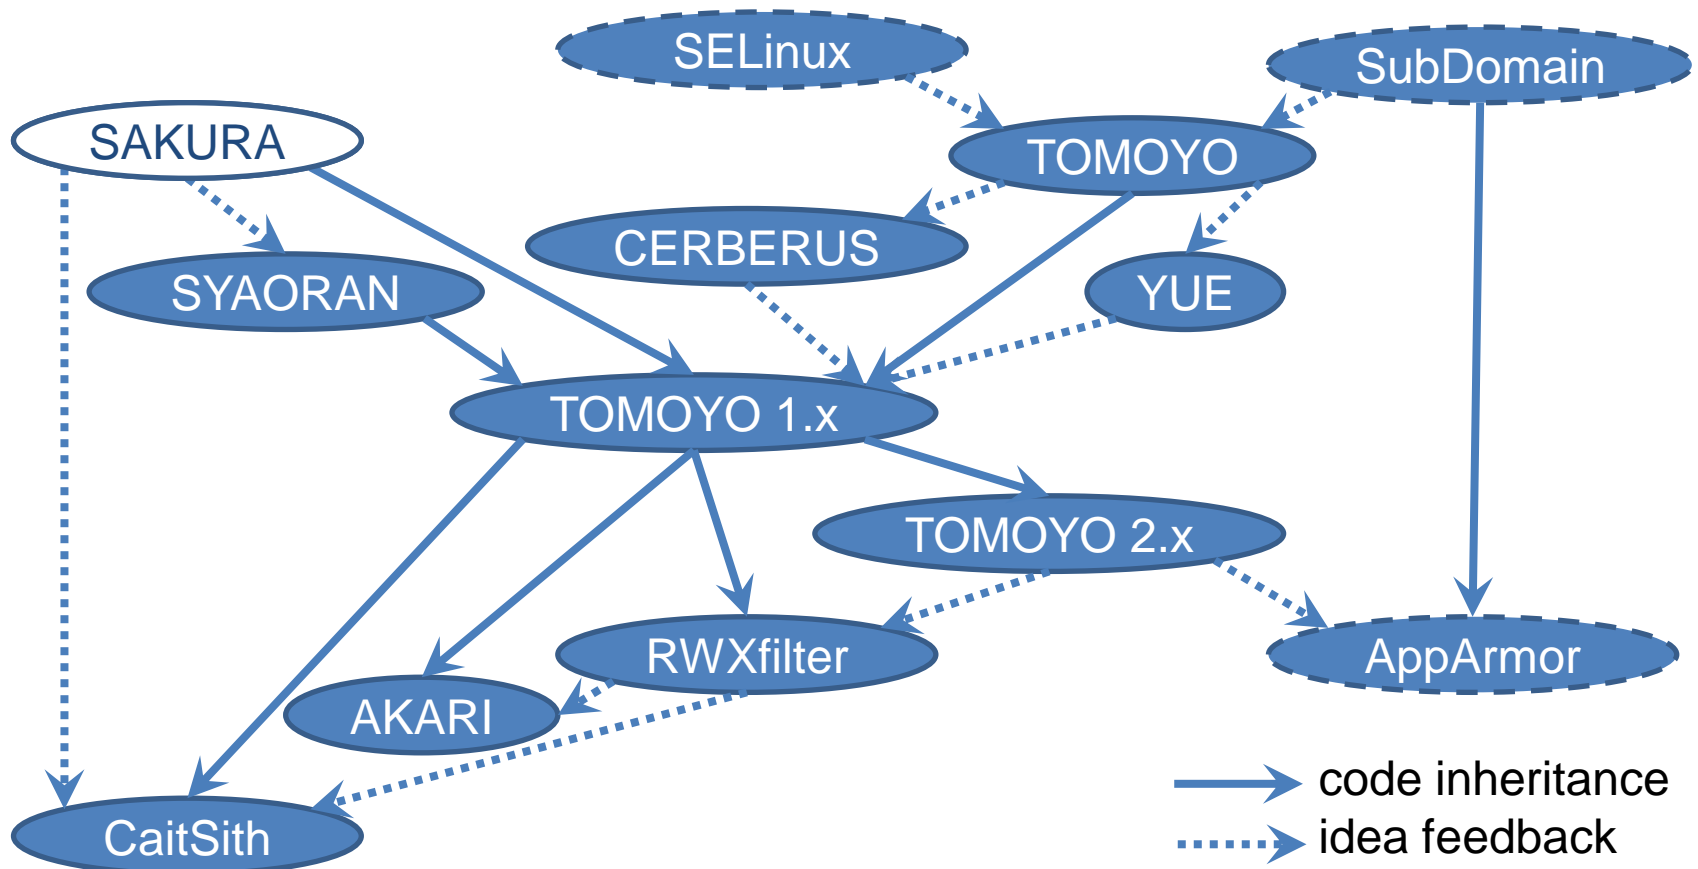 SELinux
SubDomain
SAKURA
TOMOYO
CERBERUS
SYAORAN
YUE
TOMOYO 1.x
TOMOYO 2.x
RWXfilter
AppArmor
AKARI
code inheritance
CaitSith
idea feedback